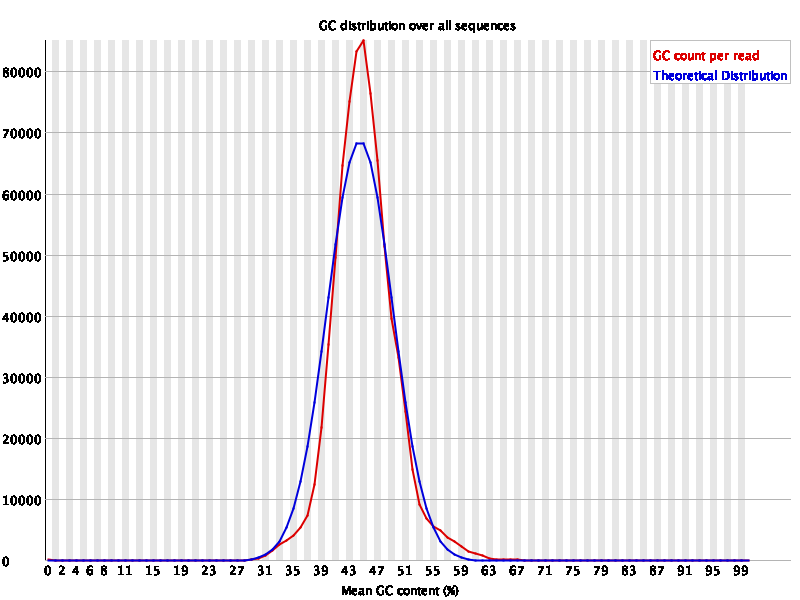 GC distribution over all sequences
GC count per read
Theoretical Distribution
80000
70000
60000
50000
40000
30000
20000
10000
0
0 2 4 6 8 11 15 19 23 27 31 35 39 43 47 51 55 59 63 67 71 75 79 83 87 91 95 99
Mean GC content (%)